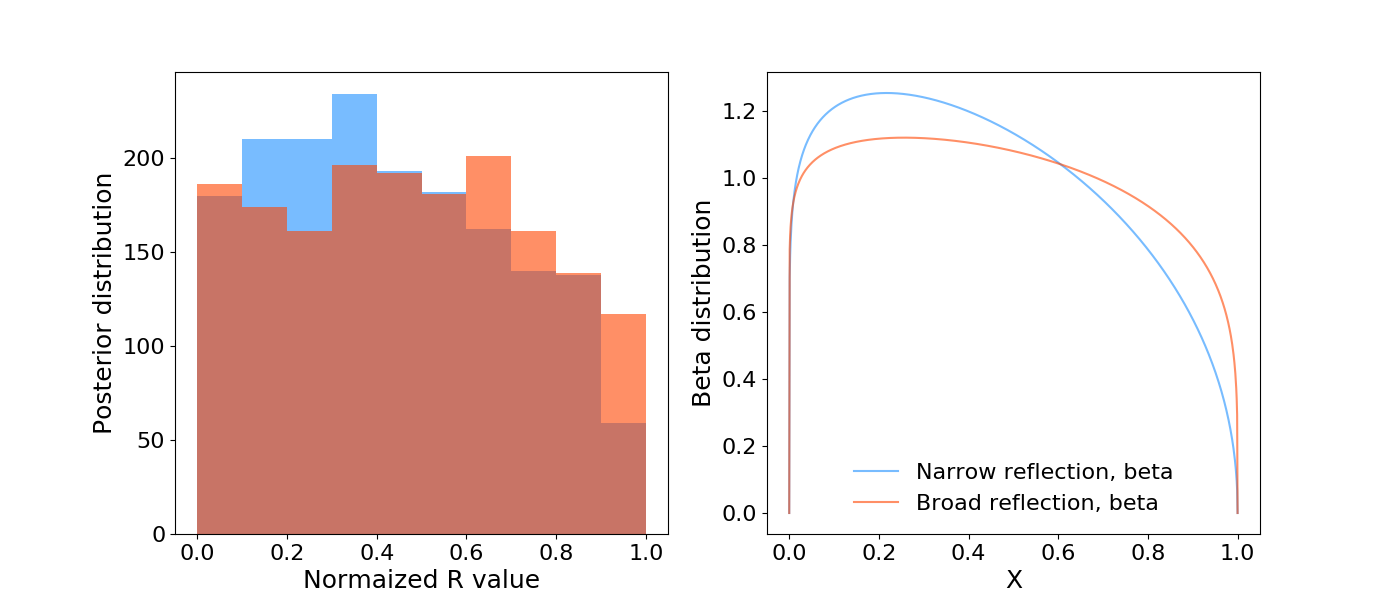 Posterior distribution
200
150
100
50
0
0.0 0.2 0.4 0.6 0.8 1.0
Normaized R value
Beta distribution
1.2
1.0
0.8
0.6
0.4
0.2
0.0
Narrow reflection, beta
Broad reflection, beta
0.0 0.2 0.4 0.6 0.8 1.0
X